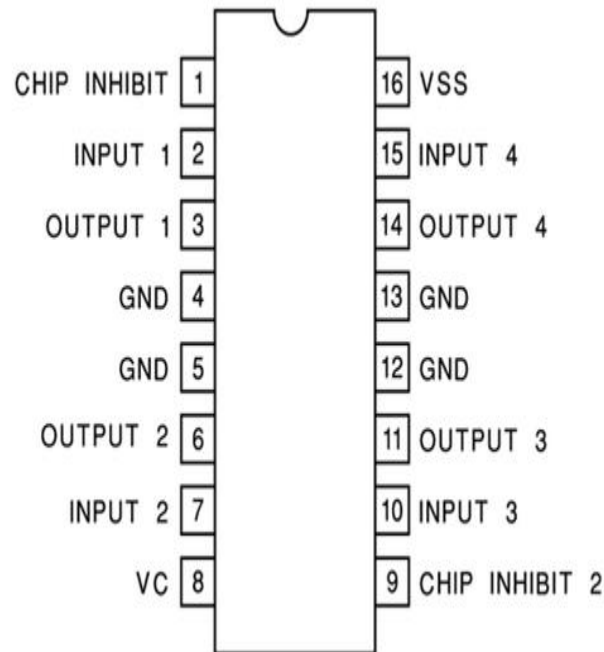 CHIP INHIBIT 1 16 VSS
INPUT 1 2 15 INPUT 4
OUTPUT 1 3 14 OUTPUT 4
GND 4 13 GND
GND 5 12 GND
OUTPUT 2 6 11 OUTPUT 3
INPUT 2 7 10 INPUT 3
VC 8 9 CHIP INHIBIT 2